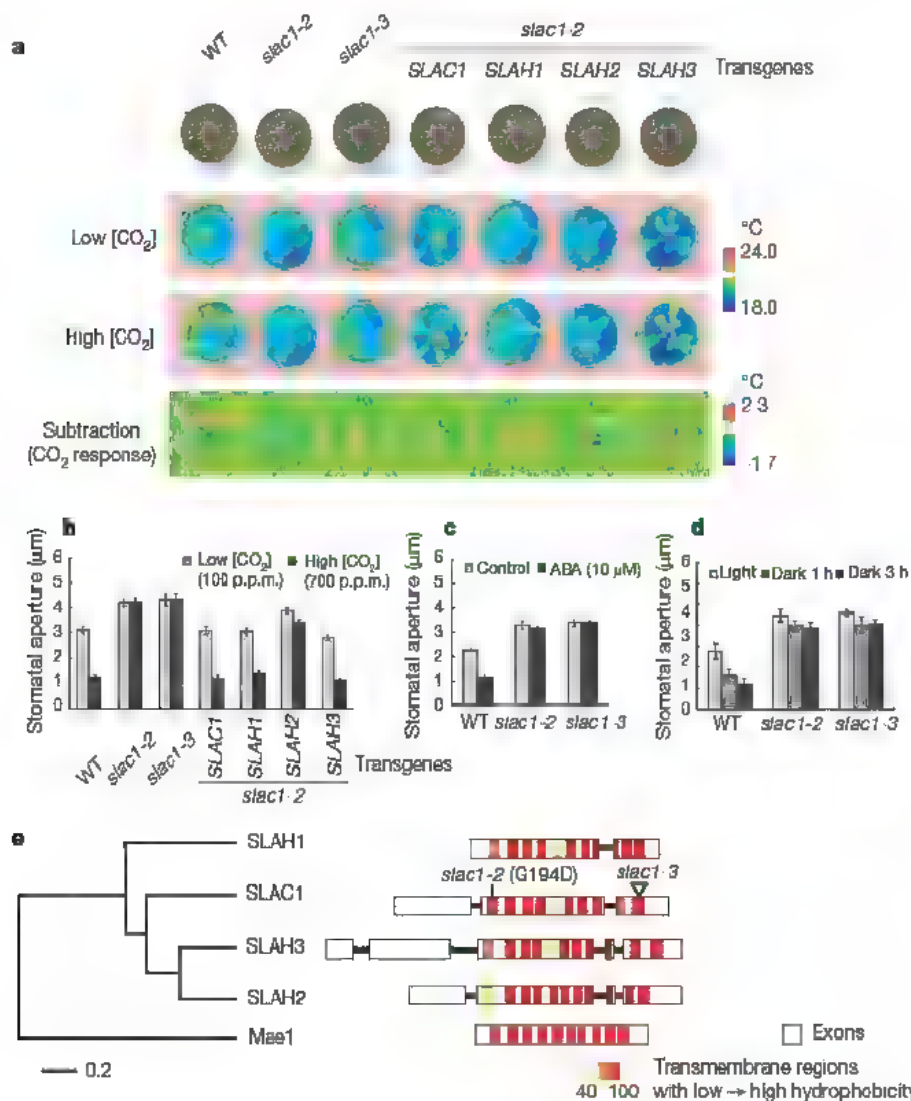 a
WT slac1-2 slac1-3 slac1-2
SLAC1 SLAH1 SLAH2 SLAH3 Transgenes
Low [CO2]
°C
24.0
18.0
High [CO2]
°C
2.3
-1.7
Subtraction
(CO2 response)
b
Stomatal aperture (μm)
6
5
4
3
2
1
0
Low [CO2]
(100 p.p.m.)
High [CO2]
(700 p.p.m.)
WT slac1-2 slac1-3 SLAC1 SLAH1 SLAH2 SLAH3 Transgenes
slac1-2
c
Stomatal aperture (μm)
6
5
4
3
2
1
0
Control ABA (10 μM)
WT slac1-2 slac1-3
d
Stomatal aperture (μm)
6
5
4
3
2
1
0
Light Dark 1 h Dark 3 h
WT slac1-2 slac1-3
e
SLAH1
slac1-2 (G194D) slac1-3
SLAC1
SLAH3
SLAH2
Mae1
0.2
Exons
40 100
Transmembrane regions
with low → high hydrophobicity